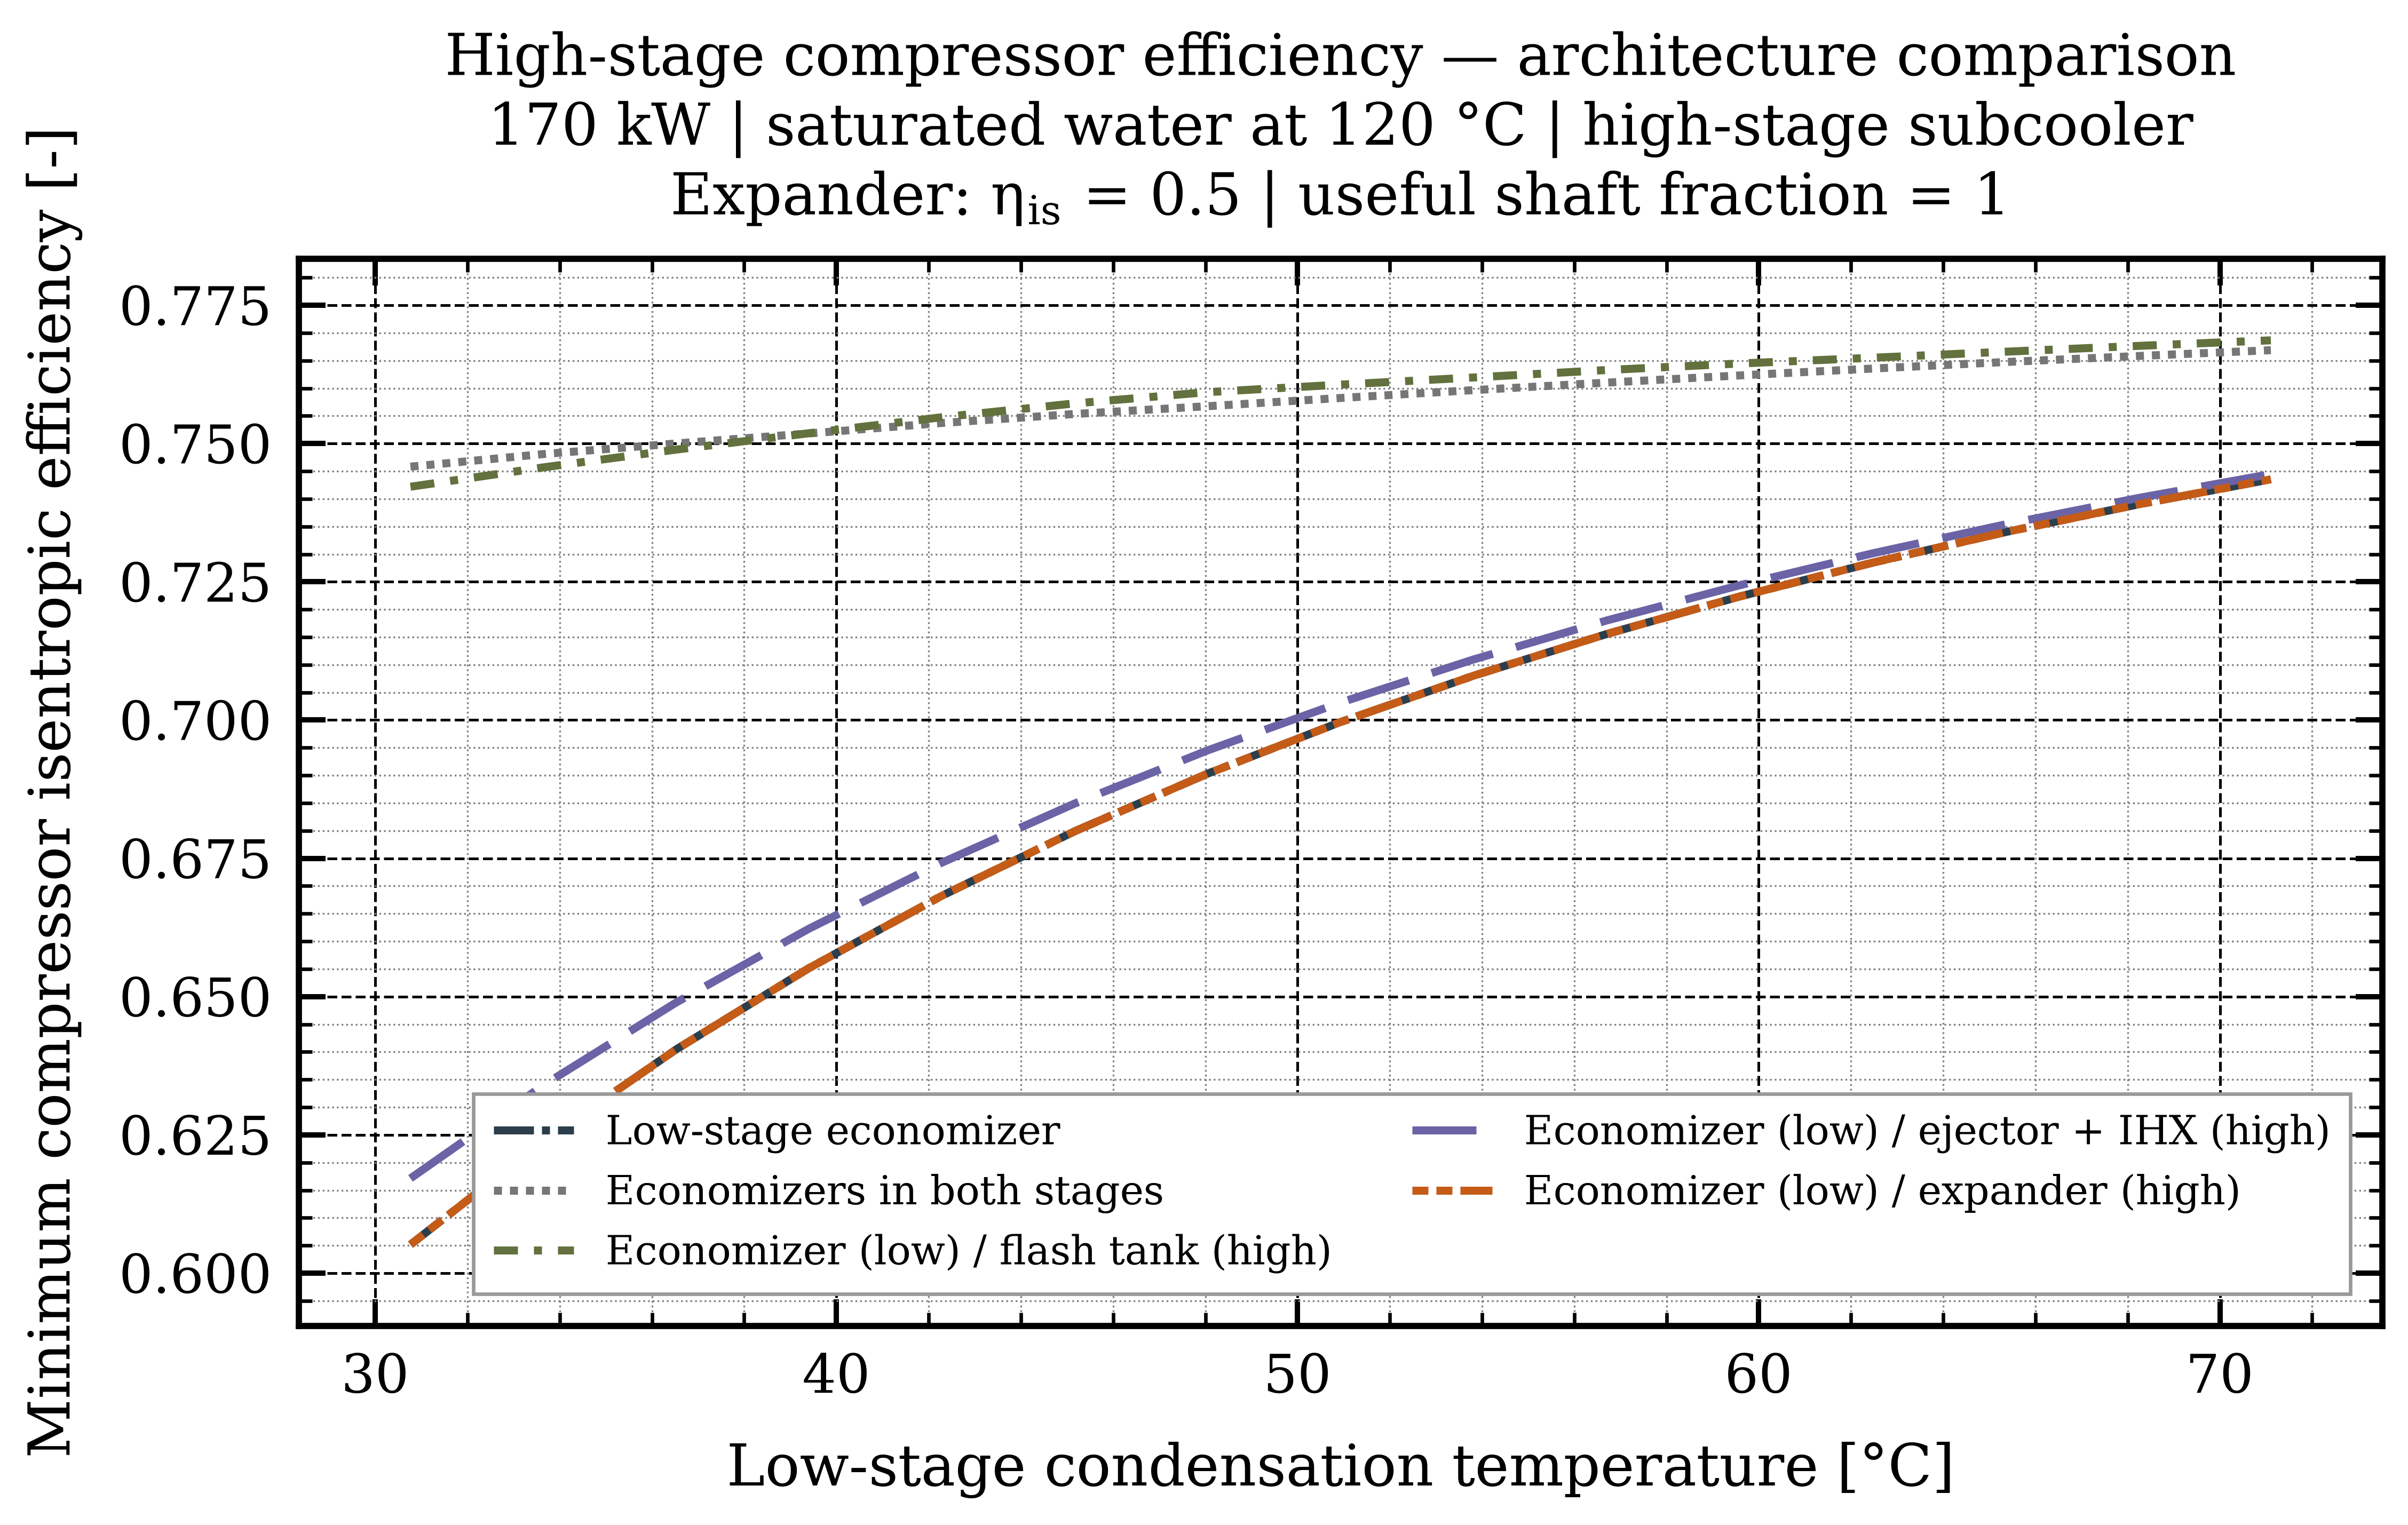 High-stage compressor efficiency — architecture comparison
170 kW | saturated water at 120 °C | high-stage subcooler
Expander: ηis = 0.5 | useful shaft fraction = 1
Minimum compressor isentropic efficiency [-]
0.775
0.750
0.725
0.700
0.675
0.650
0.625
0.600
Low-stage economizer
Economizers in both stages
Economizer (low) / flash tank (high)
Economizer (low) / ejector + IHX (high)
Economizer (low) / expander (high)
30 40 50 60 70
Low-stage condensation temperature [°C]